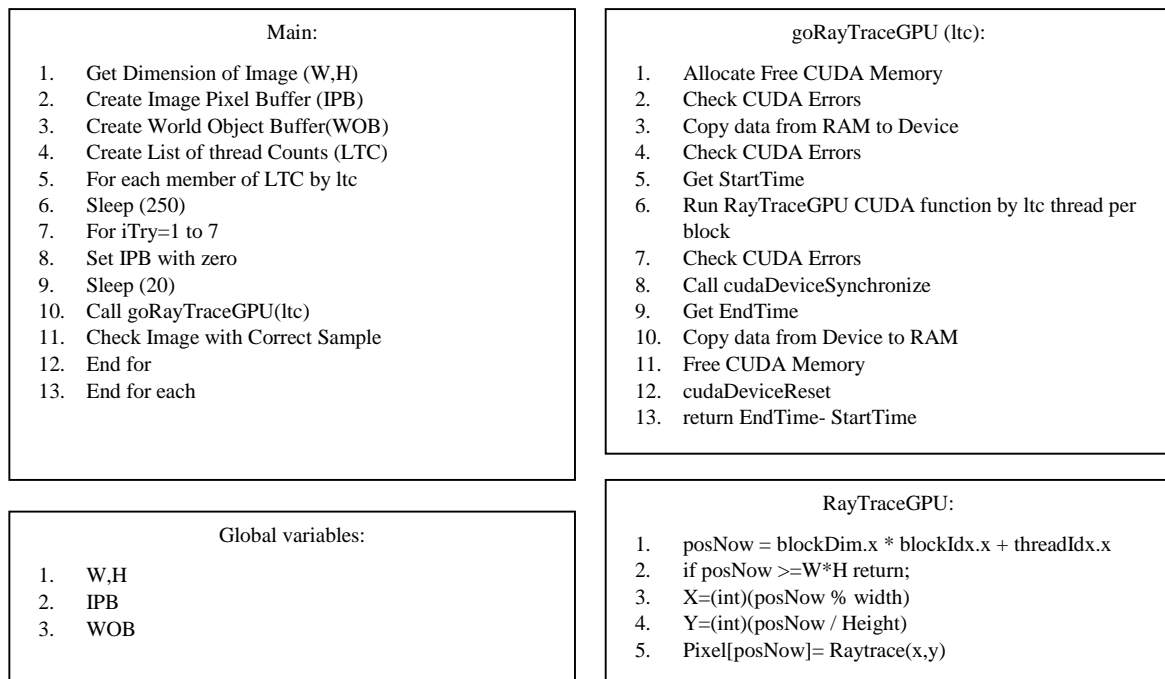 Main:
1. Get Dimension of Image (W,H)
2. Create Image Pixel Buffer (IPB)
3. Create World Object Buffer(WOB)
4. Create List of thread Counts (LTC)
5. For each member of LTC by ltc
6. Sleep (250)
7. For iTry=1 to 7
8. Set IPB with zero
9. Sleep (20)
10. Call goRayTraceGPU(ltc)
11. Check Image with Correct Sample
12. End for
13. End for each
Global variables:
1. W,H
2. IPB
3. WOB
goRayTraceGPU (ltc):
1. Allocate Free CUDA Memory
2. Check CUDA Errors
3. Copy data from RAM to Device
4. Check CUDA Errors
5. Get StartTime
6. Run RayTraceGPU CUDA function by ltc thread per
block
7. Check CUDA Errors
8. Call cudaDeviceSynchronize
9. Get EndTime
10. Copy data from Device to RAM
11. Free CUDA Memory
12. cudaDeviceReset
13. return EndTime- StartTime
RayTraceGPU:
1. posNow = blockDim.x * blockIdx.x + threadIdx.x
2. if posNow >=W*H return;
3. X=(int)(posNow % width)
4. Y=(int)(posNow / Height)
5. Pixel[posNow]= Raytrace(x,y)